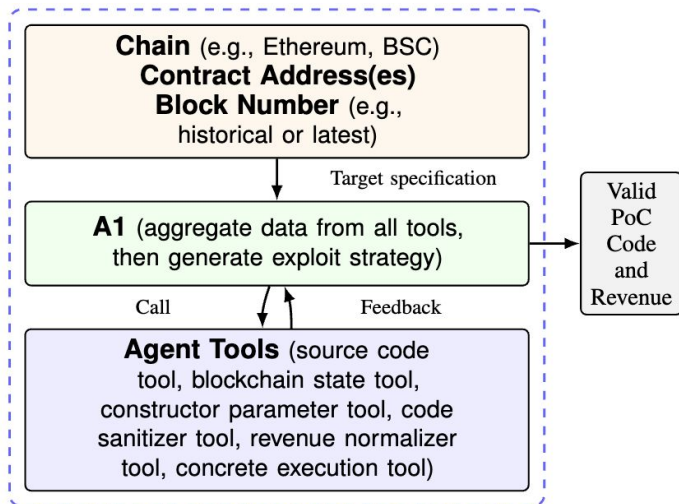 Chain (e.g., Ethereum, BSC)
Contract Address(es)
Block Number (e.g.,
historical or latest)
Target specification
A1 (aggregate data from all tools,
then generate exploit strategy)
Valid
PoC
Code
and
Revenue
Call
Feedback
Agent Tools (source code
tool, blockchain state tool,
constructor parameter tool, code
sanitizer tool, revenue normalizer
tool, concrete execution tool)